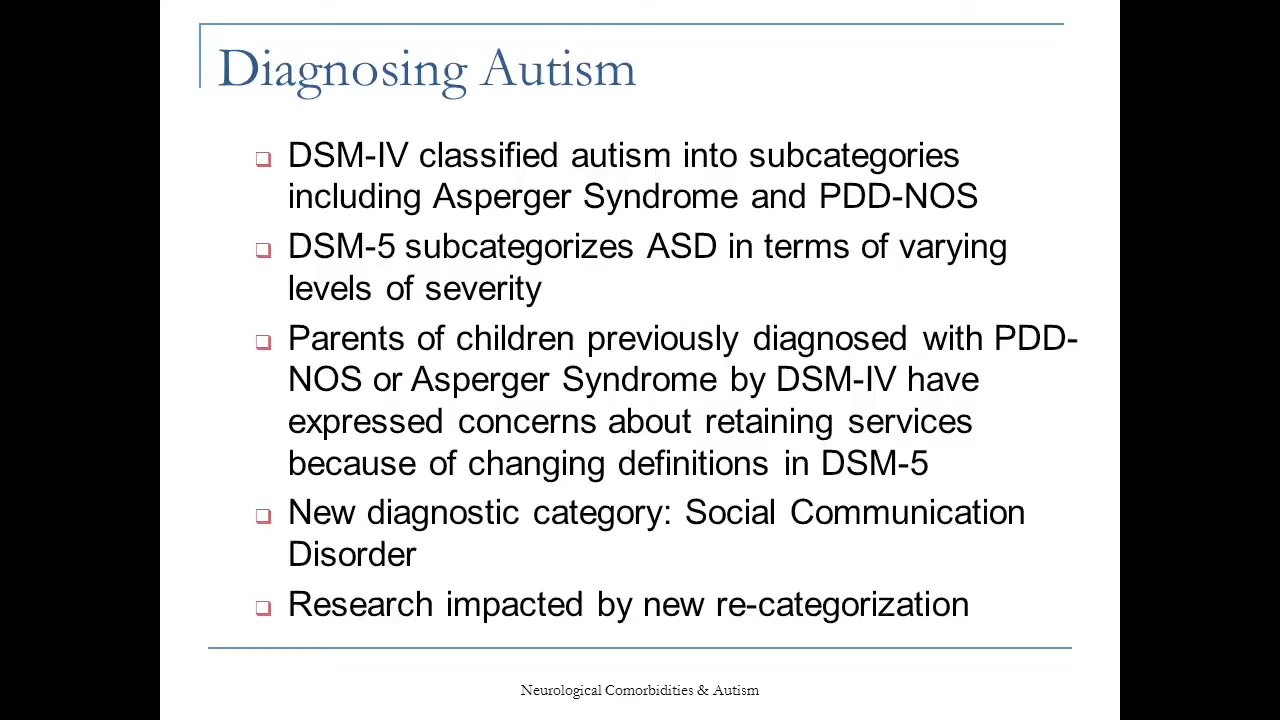 Diagnosing Autism
DSM-IV classified autism into subcategories
including Asperger Syndrome and PDD-NOS
DSM-5 subcategorizes ASD in terms of varying
levels of severity
Parents of children previously diagnosed with PDD-
NOS or Asperger Syndrome by DSM-IV have
expressed concerns about retaining services
because of changing definitions in DSM-5
New diagnostic category: Social Communication
Disorder
Research impacted by new re-categorization
Neurological Comorbidities & Autism